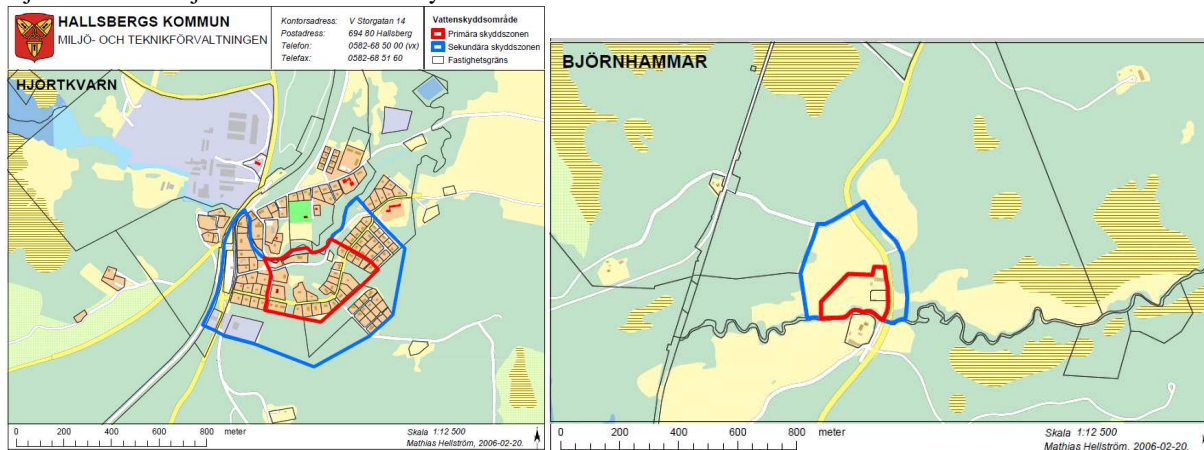 HALLSBERGS KOMMUN
MILJÖ- OCH TEKNIKFÖRVALTNINGEN
Kontorsadress: V Storgatan 14
Postadress: 694 80 Hallsberg
Telefon: 0582-68 50 00 (vx)
Telefax: 0582-68 51 60
Vattenskyddsområde
Primära skyddszonen
Sekundära skyddszonen
Fastighetsgräns
HJORTKVARN
0 200 400 600 800 meter
Skala 1:12 500
Mathias Hellström, 2006-02-20.
BJÖRNHAMMAR
0 200 400 600 800 meter
Skala 1:12 500
Mathias Hellström, 2006-02-20.